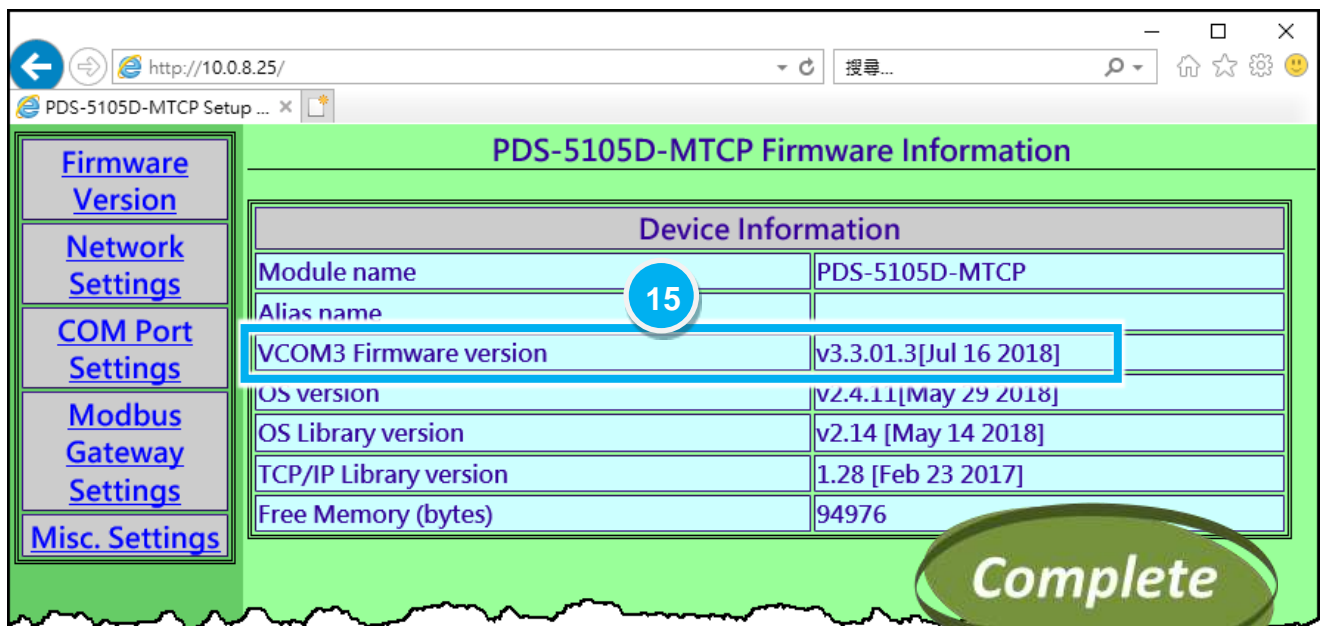 http://10.0.8.25/
搜尋...
PDS-5105D-MTCP Setup ...
Firmware
Version
Network
Settings
COM Port
Settings
Modbus
Gateway
Settings
Misc. Settings
PDS-5105D-MTCP Firmware Information
Device Information
Module name PDS-5105D-MTCP
15
Alias name
VCOM3 Firmware version v3.3.01.3[Jul 16 2018]
OS version v2.4.11[May 29 2018]
OS Library version v2.14 [May 14 2018]
TCP/IP Library version 1.28 [Feb 23 2017]
Free Memory (bytes) 94976
Complete